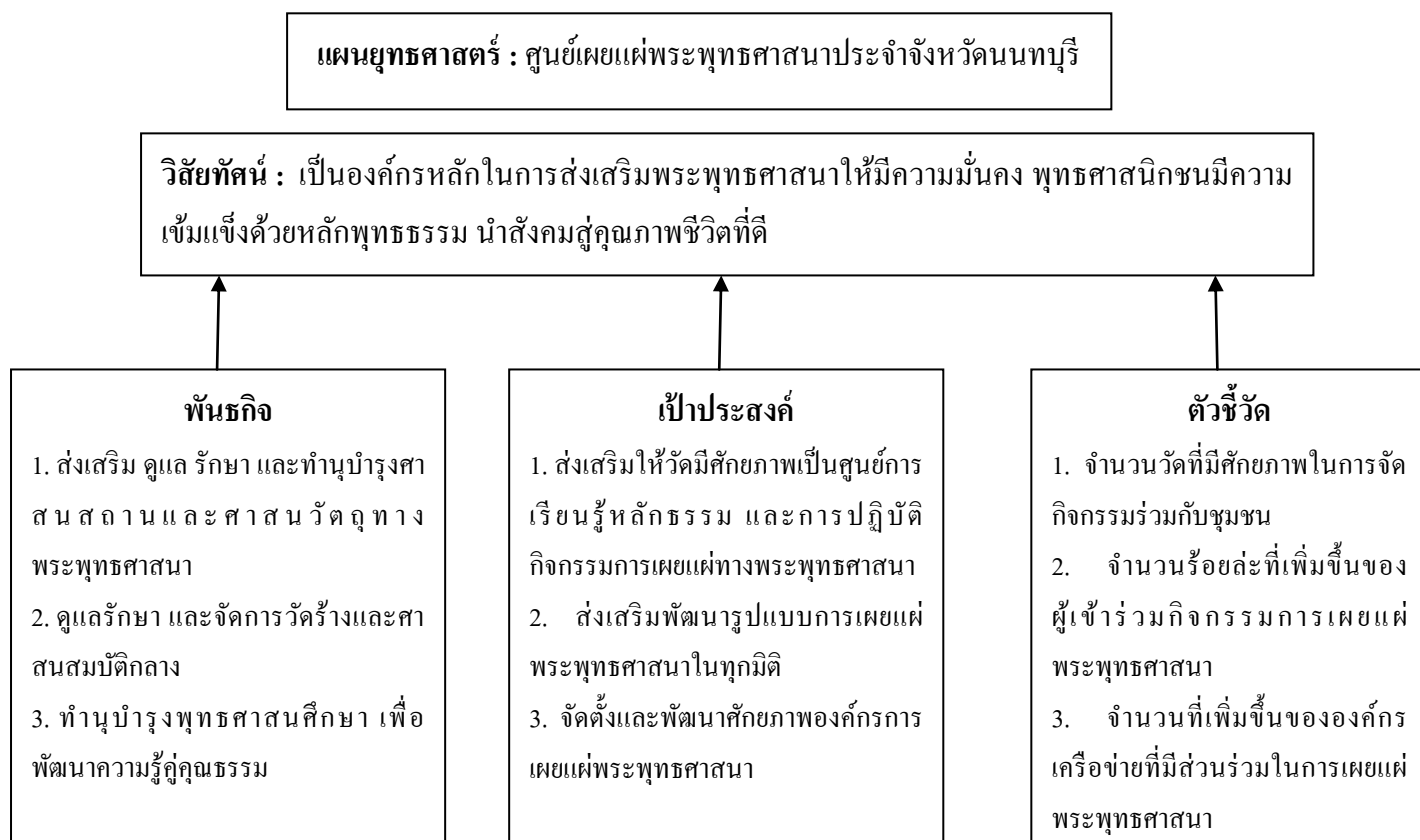 แผนยุทธศาสตร์ : ศูนย์เผยแผ่พระพุทธศาสนาประจำจังหวัดนนทบุรี
วิสัยทัศน์ : เป็นองค์กรหลักในการส่งเสริมพระพุทธศาสนาให้มีความมั่นคง พุทธศาสนิกชนมีความ
เข้มแข็งด้วยหลักพุทธธรรม นำสังคมสู่คุณภาพชีวิตที่ดี
พันธกิจ
1. ส่งเสริม ดูแล รักษา และทำนุบำรุงศา
สนสถานและศาสนวัตถุทาง
พระพุทธศาสนา
2. ดูแลรักษา และจัดการวัดร้างและศา
สนสมบัติกลาง
3. ทำนุบำรุงพุทธศาสนศึกษา เพื่อ
พัฒนาความรู้คู่คุณธรรม
เป้าประสงค์
1. ส่งเสริมให้วัดมีศักยภาพเป็นศูนย์การ
เรียนรู้หลักธรรม และการปฏิบัติ
กิจกรรมการเผยแผ่ทางพระพุทธศาสนา
2. ส่งเสริมพัฒนารูปแบบการเผยแผ่
พระพุทธศาสนาในทุกมิติ
3. จัดตั้งและพัฒนาศักยภาพองค์กรการ
เผยแผ่พระพุทธศาสนา
ตัวชี้วัด
1. จำนวนวัดที่มีศักยภาพในการจัด
กิจกรรมร่วมกับชุมชน
2. จำนวนร้อยล่ะที่เพิ่มขึ้นของ
ผู้เข้าร่วมกิจกรรมการเผยแผ่
พระพุทธศาสนา
3. จำนวนที่เพิ่มขึ้นขององค์กร
เครือข่ายที่มีส่วนร่วมในการเผยแผ่
พระพุทธศาสนา